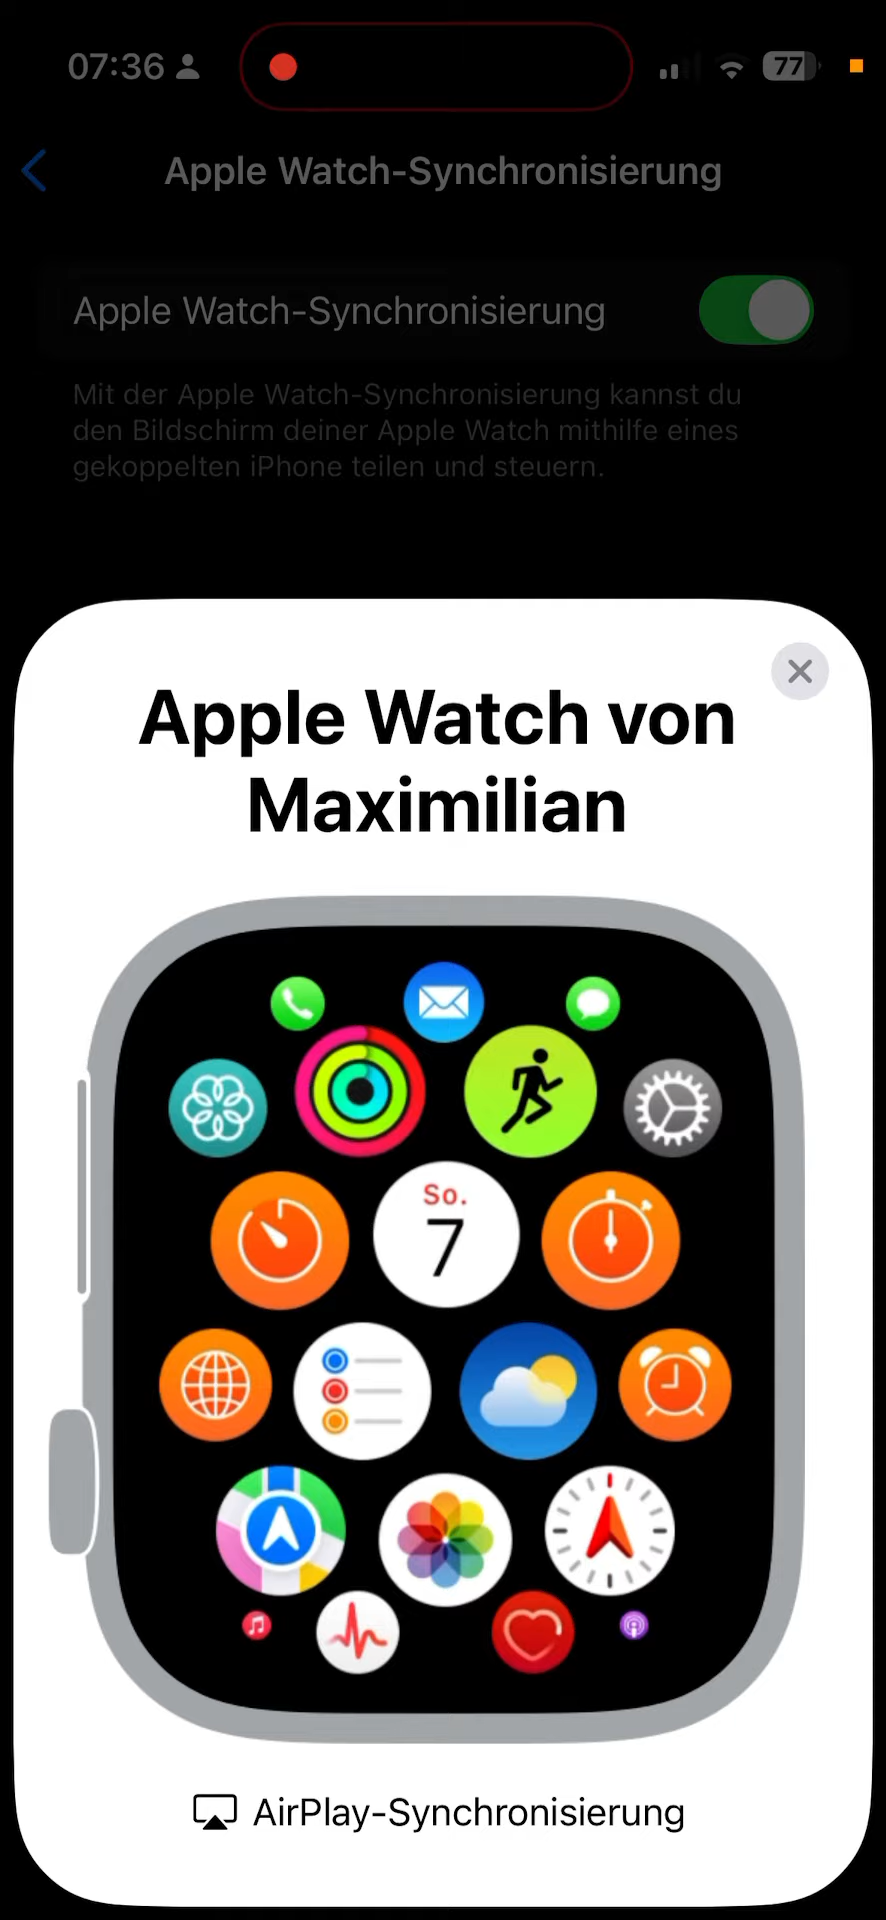 07:36
77
Apple Watch-Synchronisierung
Apple Watch-Synchronisierung
Mit der Apple Watch-Synchronisierung kannst du
den Bildschirm deiner Apple Watch mithilfe eines
gekoppelten iPhone teilen und steuern.
Apple Watch von
Maximilian
So.
7
AirPlay-Synchronisierung